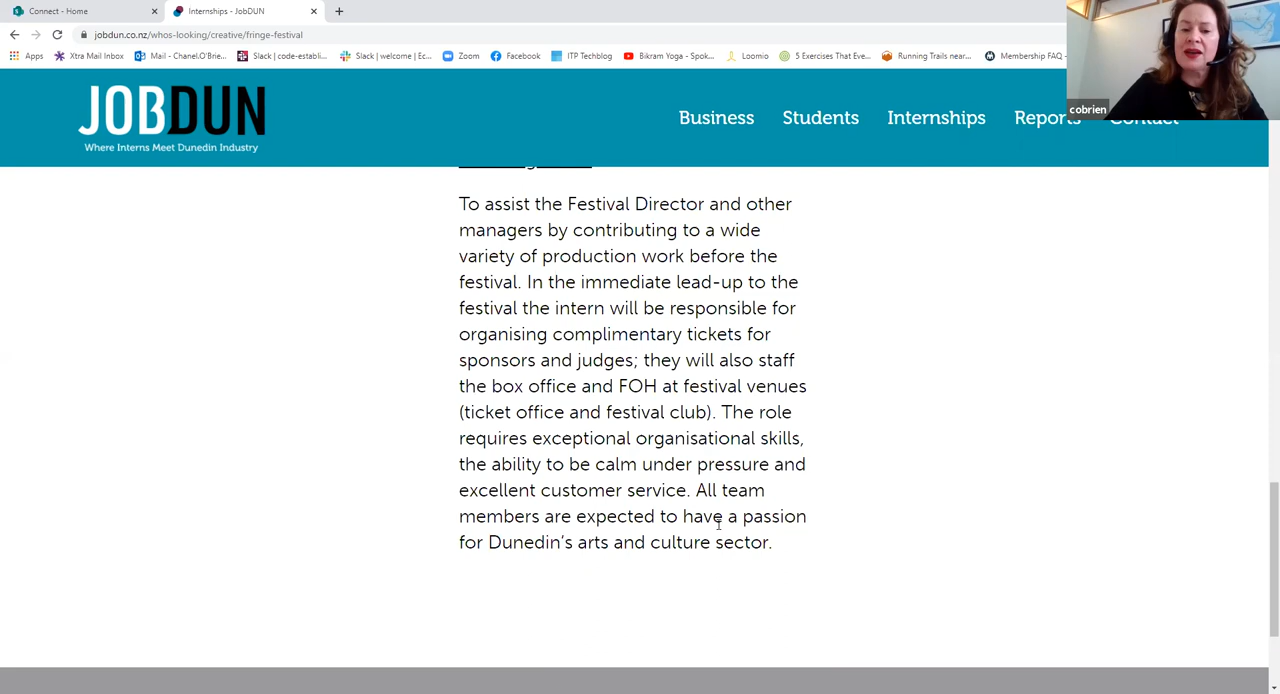 Connect - Home
Internships - JobDUN
jobdun.co.nz/whos-looking/creative/fringe-festival
Apps
Xtra Mail Inbox
Mail - Chanel.O'Brie...
Slack | code-establi...
Slack | welcome | Ec...
Zoom
Facebook
ITP Techblog
Bikram Yoga - Spok...
Loomio
5 Exercises That Eve...
Running Trails near...
Membership FAQ -
cobrien
JOBDUN
Where Interns Meet Dunedin Industry
Business
Students
Internships
Reports
Contact
To assist the Festival Director and other
managers by contributing to a wide
variety of production work before the
festival. In the immediate lead-up to the
festival the intern will be responsible for
organising complimentary tickets for
sponsors and judges; they will also staff
the box office and FOH at festival venues
(ticket office and festival club). The role
requires exceptional organisational skills,
the ability to be calm under pressure and
excellent customer service. All team
members are expected to have a passion
for Dunedin's arts and culture sector.